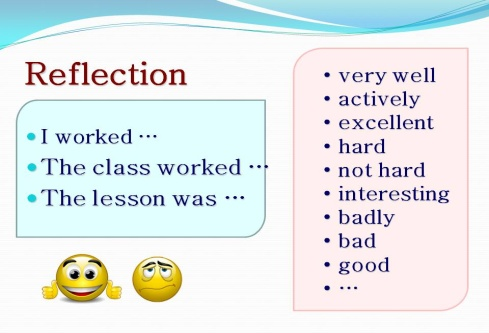 Reflection
• I worked …
• The class worked …
• The lesson was …
• very well
• actively
• excellent
• hard
• not hard
• interesting
• badly
• bad
• good
• …